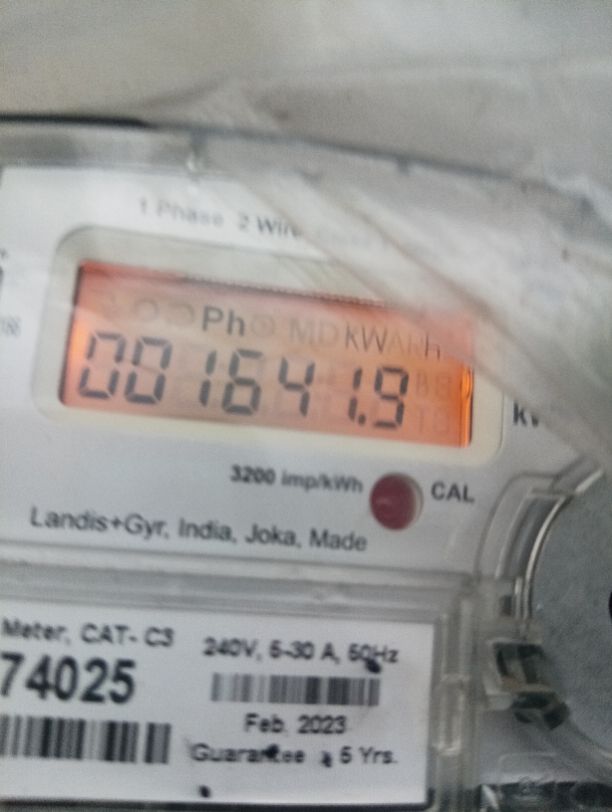 1 Phase 2 Wire
Ph kWh
001641.9
3200 imp/kWh
CAL
Landis+Gyr, India, Joka, Made
Meter, CAT- C3
240V, 5-30 A, 50Hz
74025
Feb. 2023
Guarantee 5 Yrs.